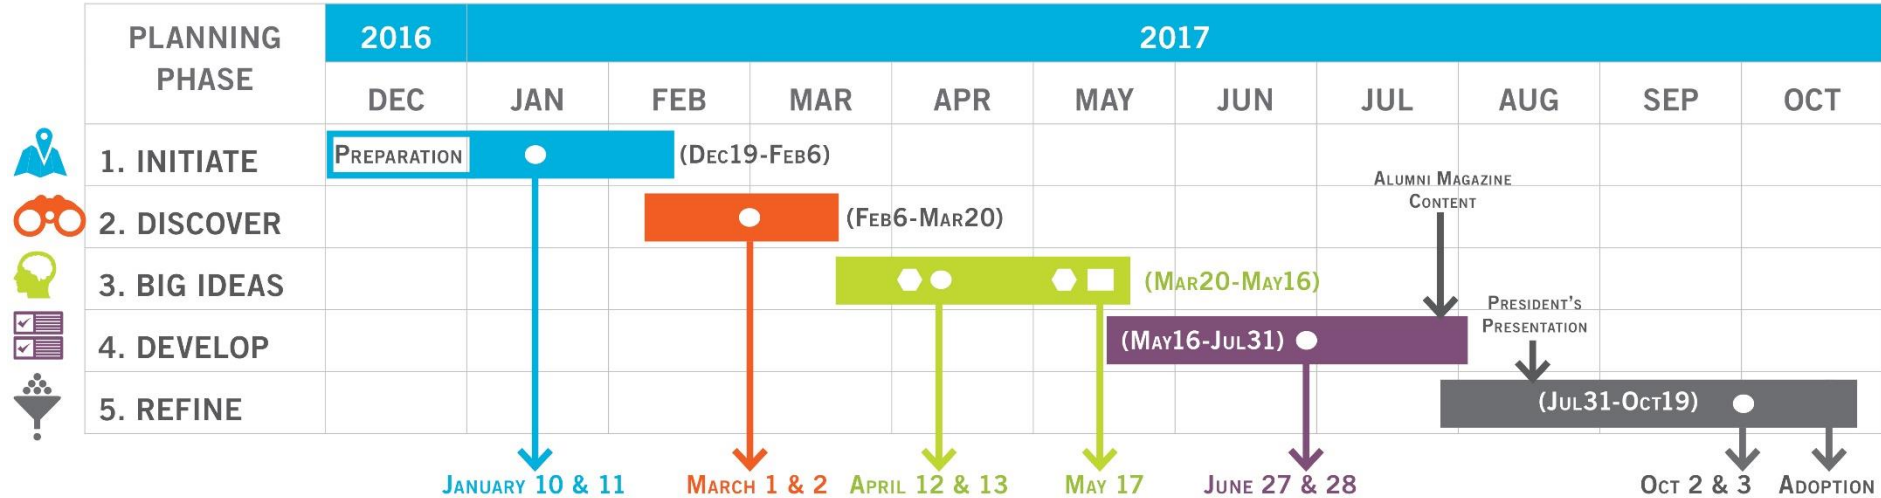 PLANNING
PHASE
2016
2017
DEC
JAN
FEB
MAR
APR
MAY
JUN
JUL
AUG
SEP
OCT
1. INITIATE
PREPARATION
(DEC19-FEB6)
2. DISCOVER
(FEB6-MAR20)
ALUMNI MAGAZINE
CONTENT
3. BIG IDEAS
(MAR20-MAY16)
PRESIDENT'S
PRESENTATION
4. DEVELOP
(MAY16-JUL31)
5. REFINE
(JUL31-OCT19)
JANUARY 10 & 11
MARCH 1 & 2
APRIL 12 & 13
MAY 17
JUNE 27 & 28
OCT 2 & 3
ADOPTION